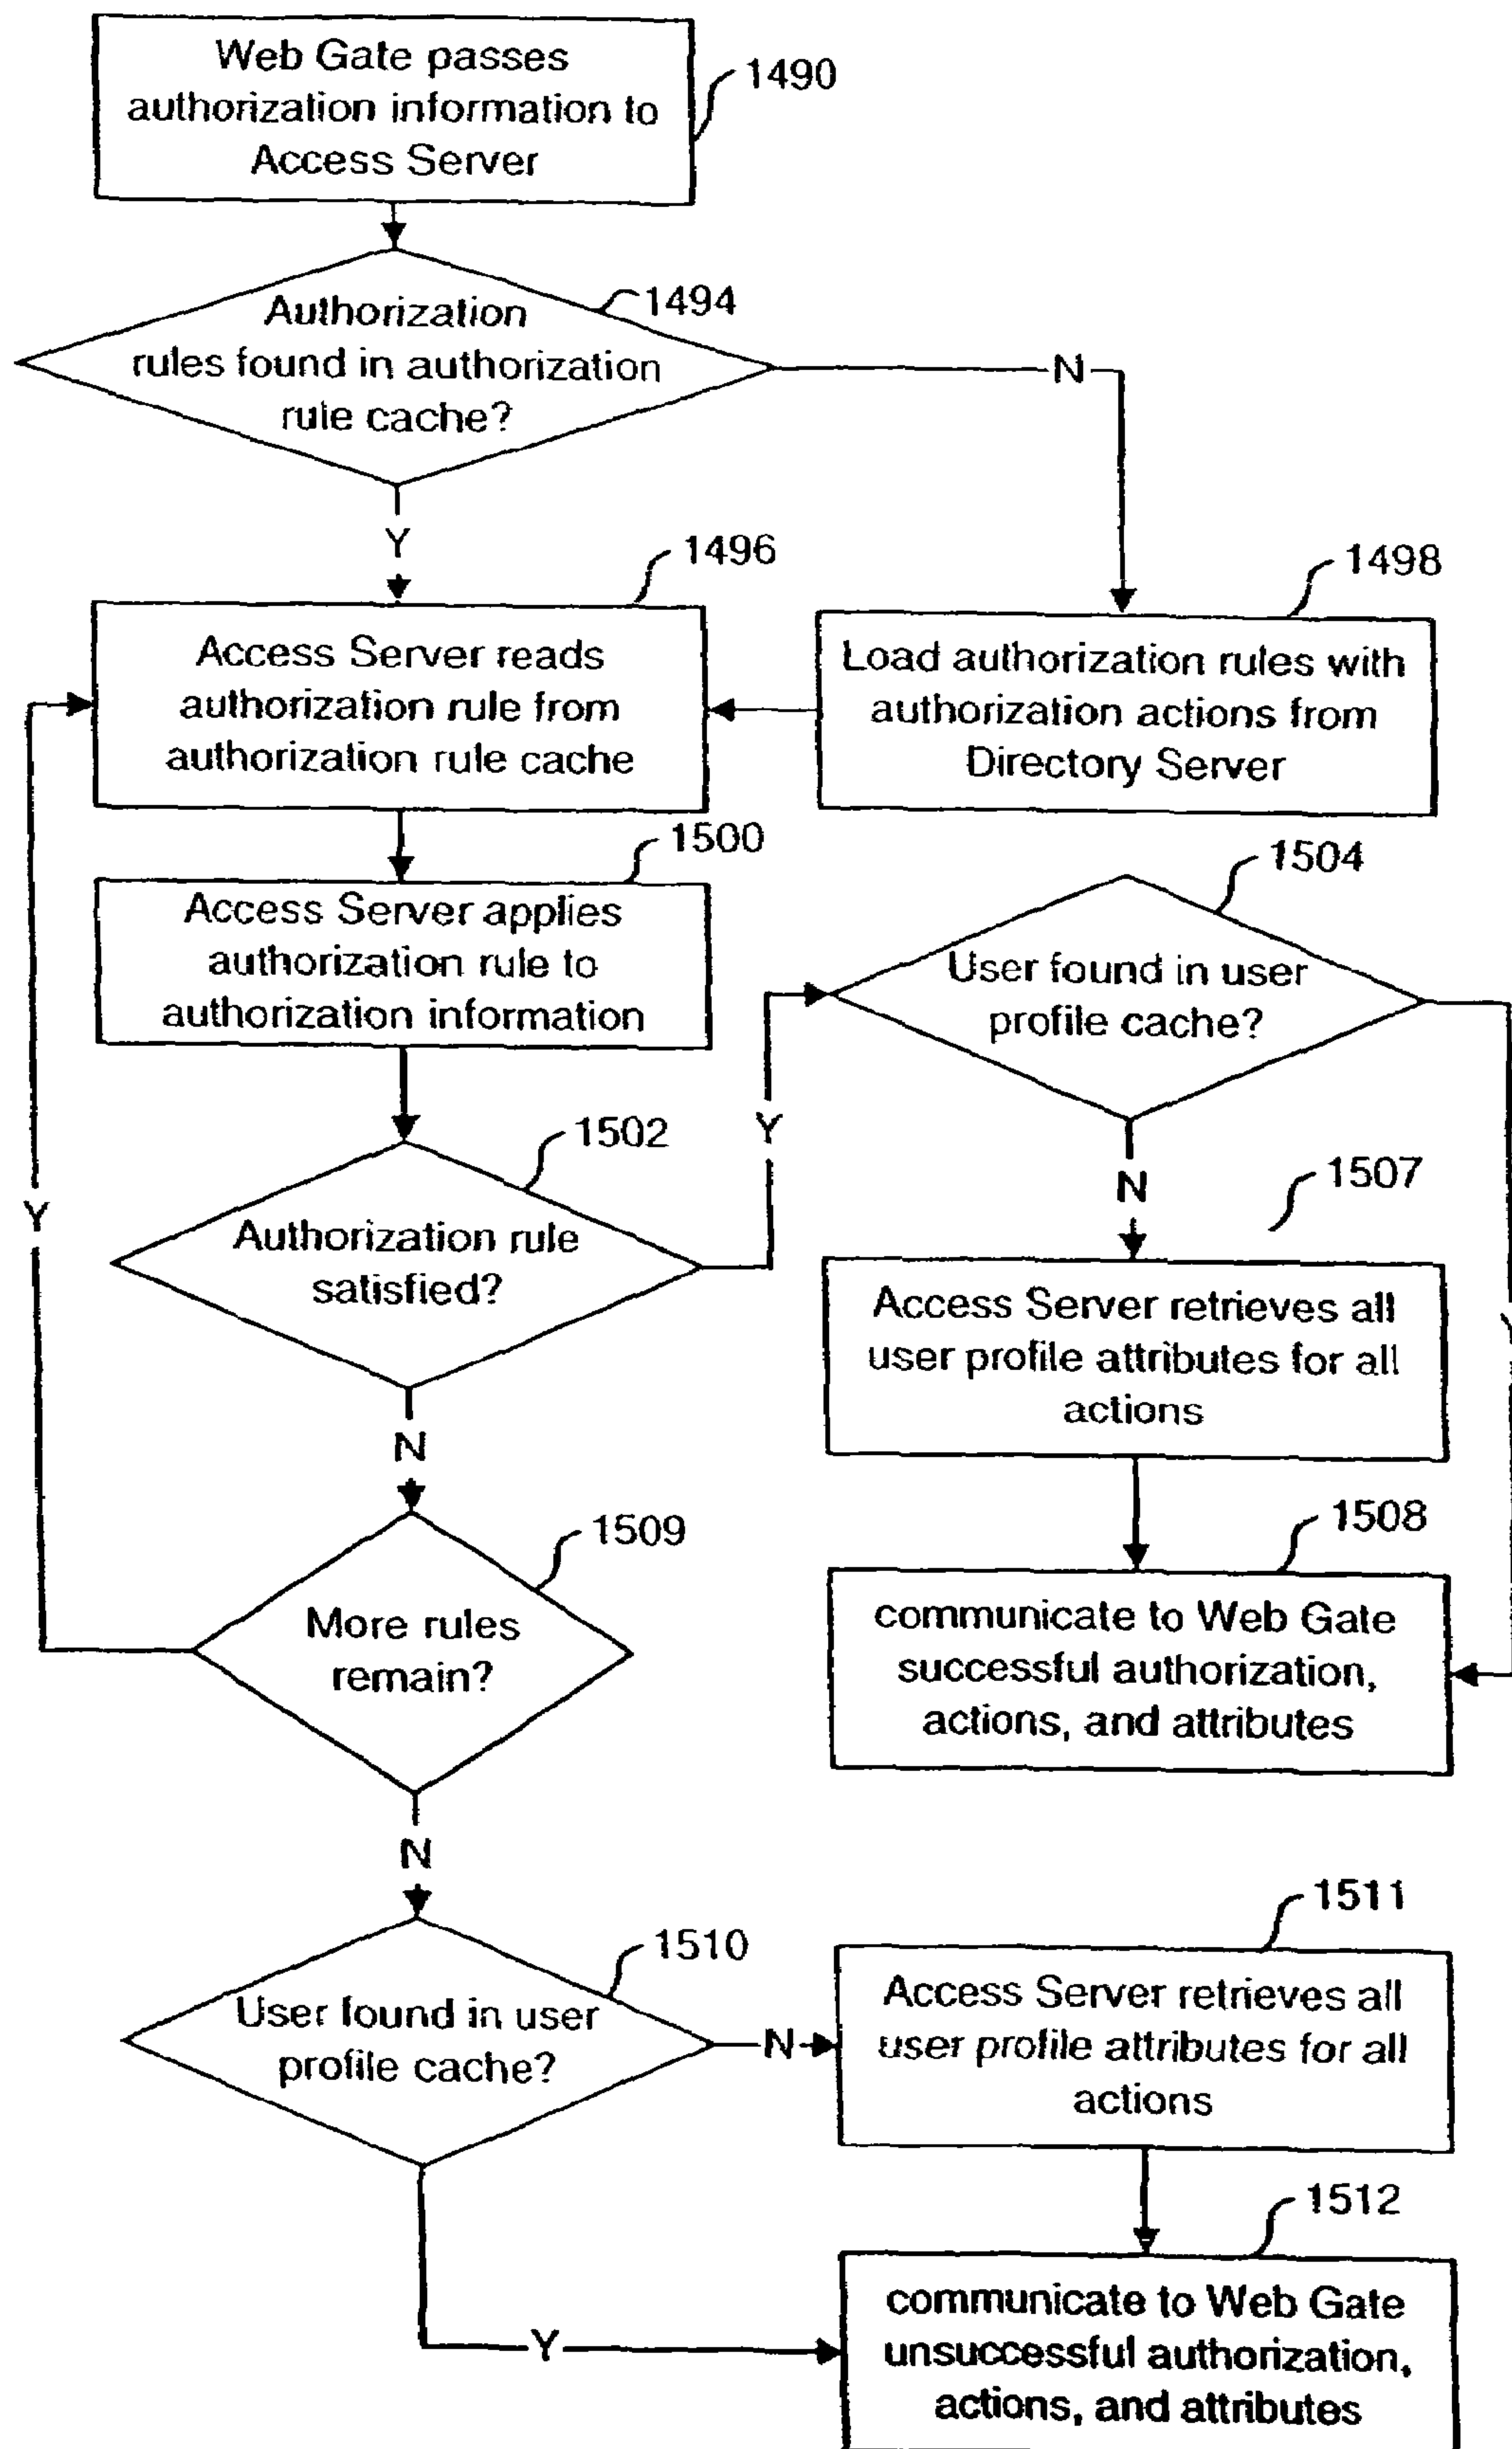 Web Gate passes
authorization information to
Access Server
1490
Authorization
rules found in authorization
rule cache?
1494
N
Y
1496
Access Server reads
authorization rule from
authorization rule cache
1498
Load authorization rules with
authorization actions from
Directory Server
1500
Access Server applies
authorization rule to
authorization information
1504
User found in user
profile cache?
Y
1502
Authorization rule
satisfied?
Y
N
1507
Access Server retrieves all
user profile attributes for all
actions
N
1508
communicate to Web Gate
successful authorization,
actions, and attributes
1509
More rules
remain?
N
1510
User found in user
profile cache?
N
1511
Access Server retrieves all
user profile attributes for all
actions
Y
1512
communicate to Web Gate
unsuccessful authorization,
actions, and attributes